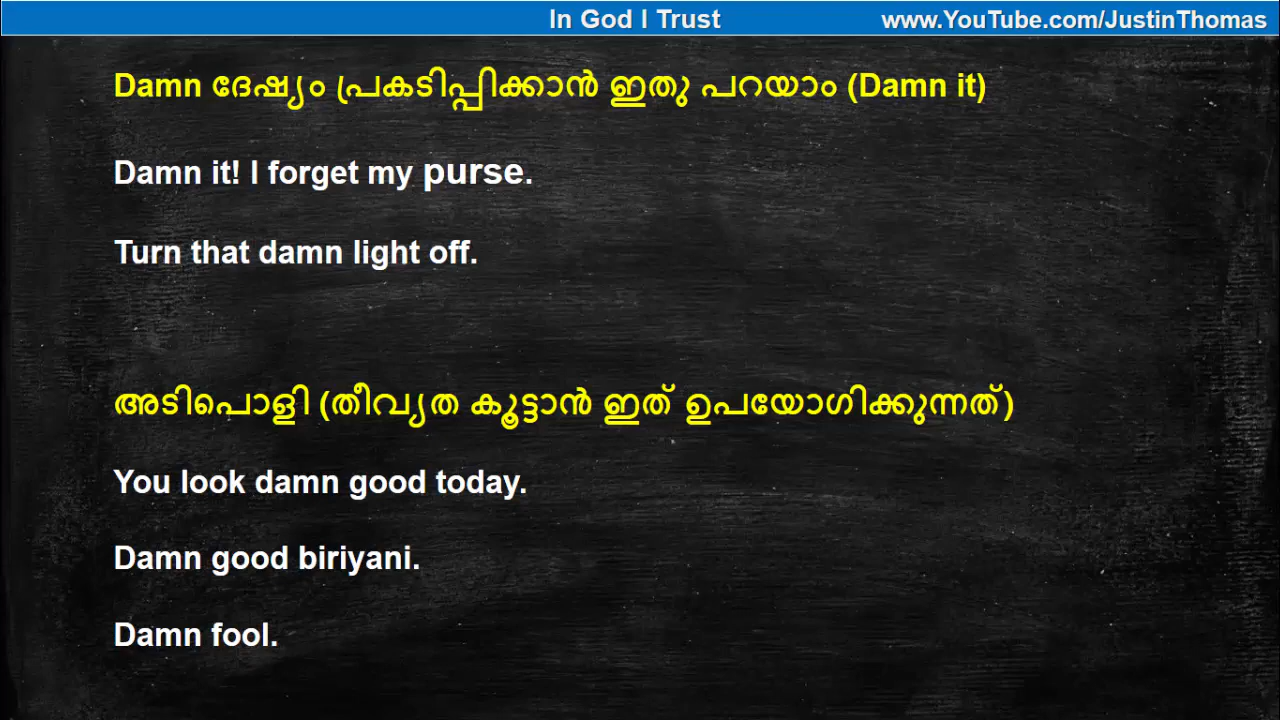 In God I Trust
www.YouTube.com/JustinThomas
Damn ദേഷ്യം പ്രകടിപ്പിക്കാൻ ഇതു പറയാം (Damn it)
Damn it! I forget my purse.
Turn that damn light off.
അടിപൊളി (തീവ്യത കൂട്ടാൻ ഇത് ഉപയോഗിക്കുന്നത്)
You look damn good today.
Damn good biriyani.
Damn fool.